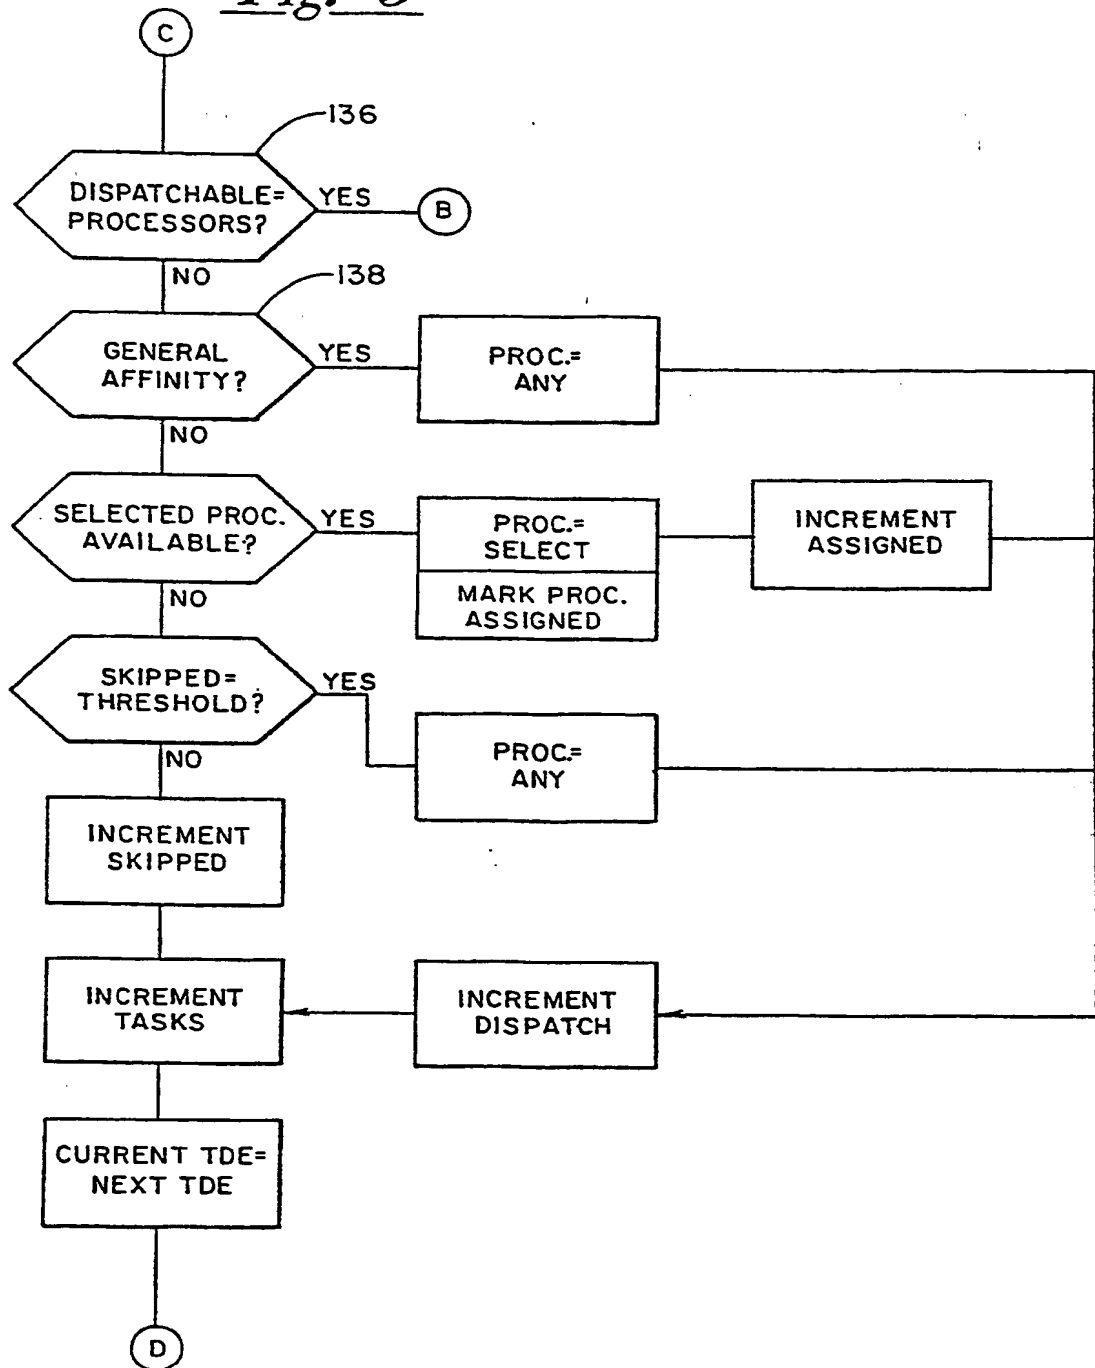 C
136
DISPATCHABLE=
PROCESSORS?
YES
B
NO
138
GENERAL
AFFINITY?
YES
PROC.=
ANY
NO
SELECTED PROC.
AVAILABLE?
YES
PROC.=
SELECT
MARK PROC.
ASSIGNED
INCREMENT
ASSIGNED
NO
SKIPPED=
THRESHOLD?
YES
PROC.=
ANY
NO
INCREMENT
SKIPPED
INCREMENT
TASKS
INCREMENT
DISPATCH
CURRENT TDE=
NEXT TDE
D